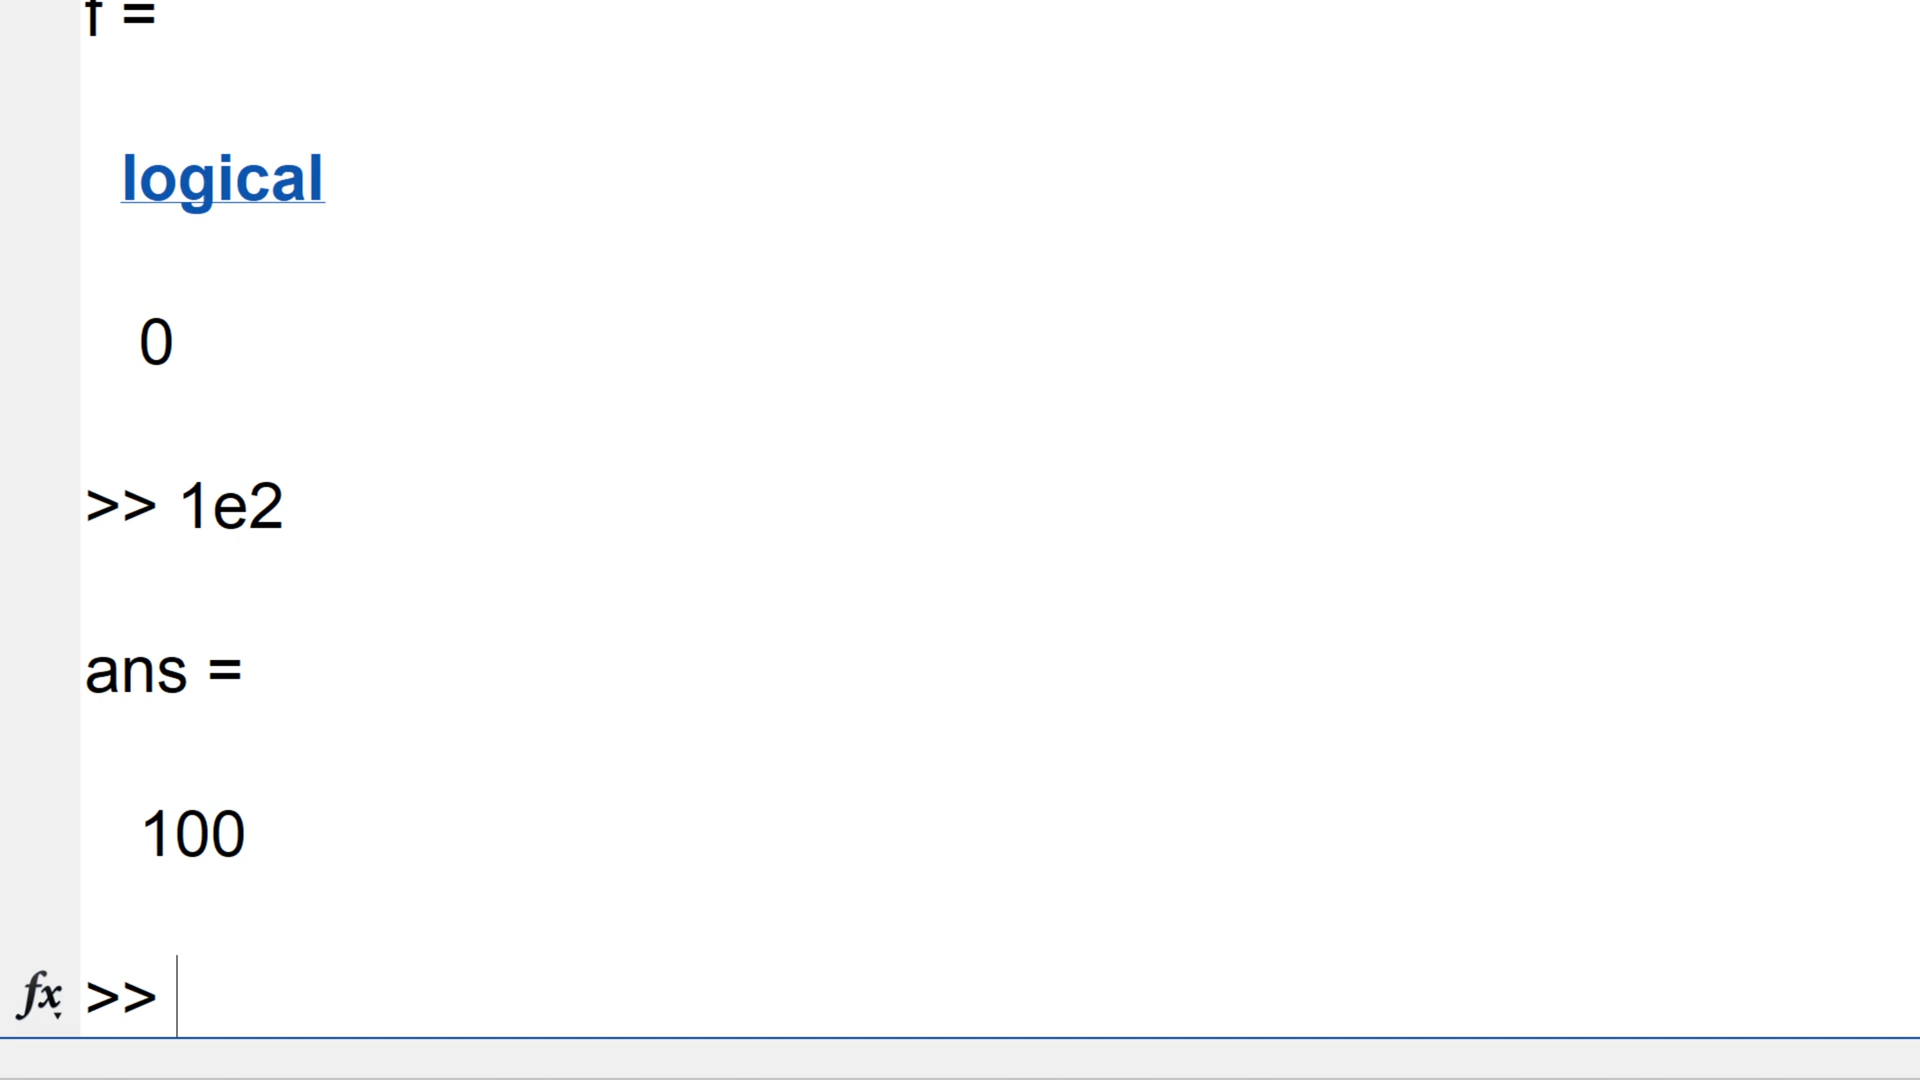 f =
logical
0
>> 1e2
ans =
100
fx >>